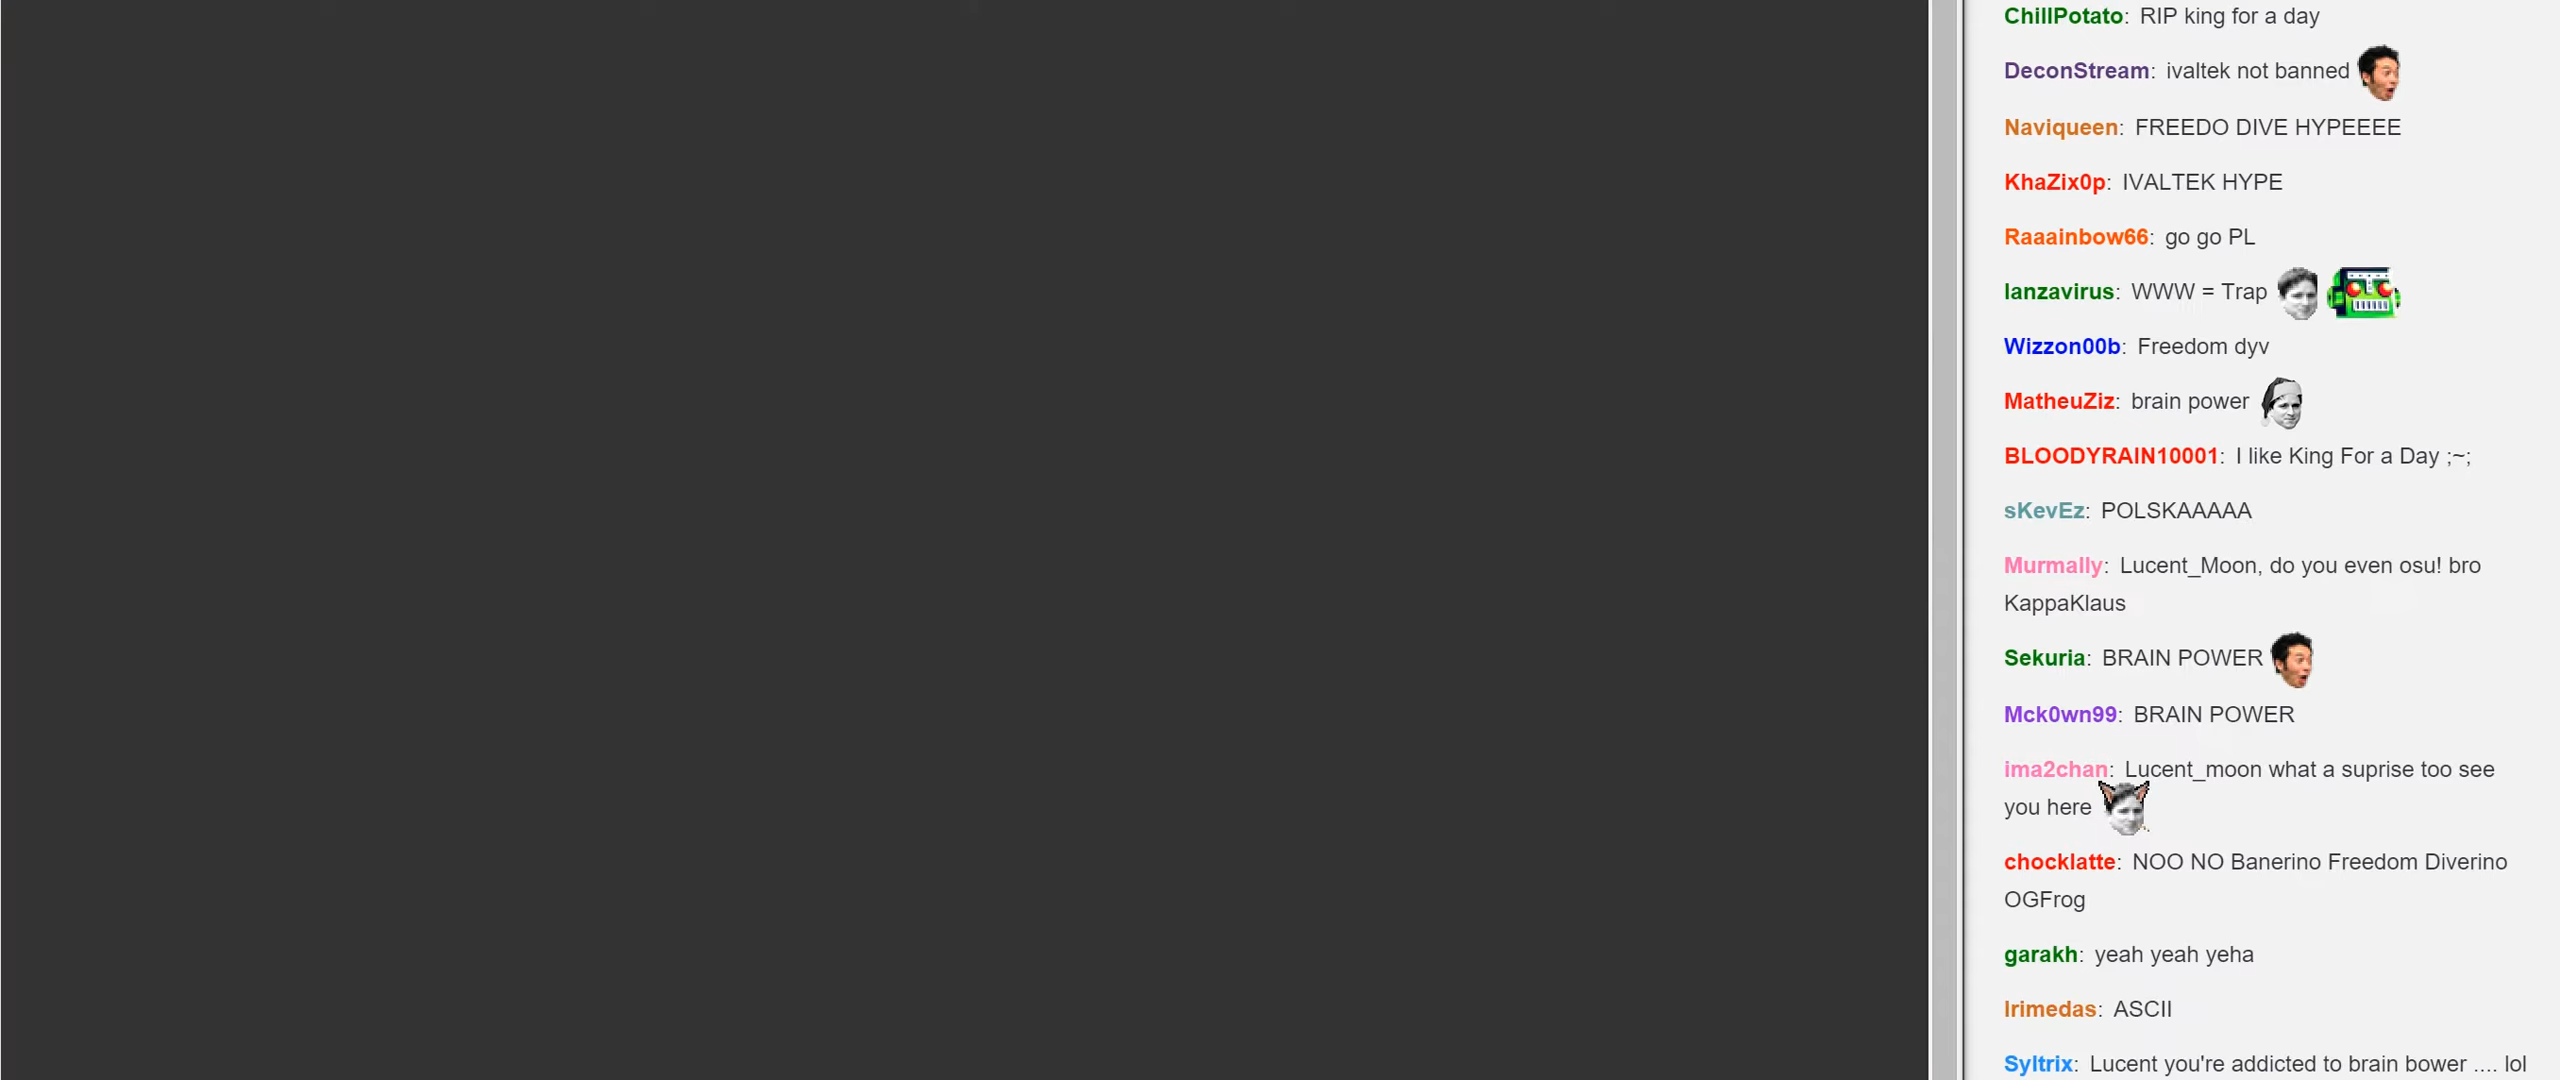 ChillPotato: RIP king for a day
DeconStream: ivaltek not banned
Naviqueen: FREEDO DIVE HYPEEEE
KhaZix0p: IVALTEK HYPE
Raaainbow66: go go PL
lanzavirus: WWW = Trap
Wizzon00b: Freedom dyv
MatheuZiz: brain power
BLOODYRAIN10001: I like King For a Day ;~;
sKevEz: POLSKAAAAA
Murmally: Lucent_Moon, do you even osu! bro
KappaKlaus
Sekuria: BRAIN POWER
Mck0wn99: BRAIN POWER
ima2chan: Lucent_moon what a suprise too see
you here
chocklatte: NOO NO Banerino Freedom Diverino
OGFrog
garakh: yeah yeah yeha
Irimedas: ASCII
Syltrix: Lucent you're addicted to brain bower .... lol